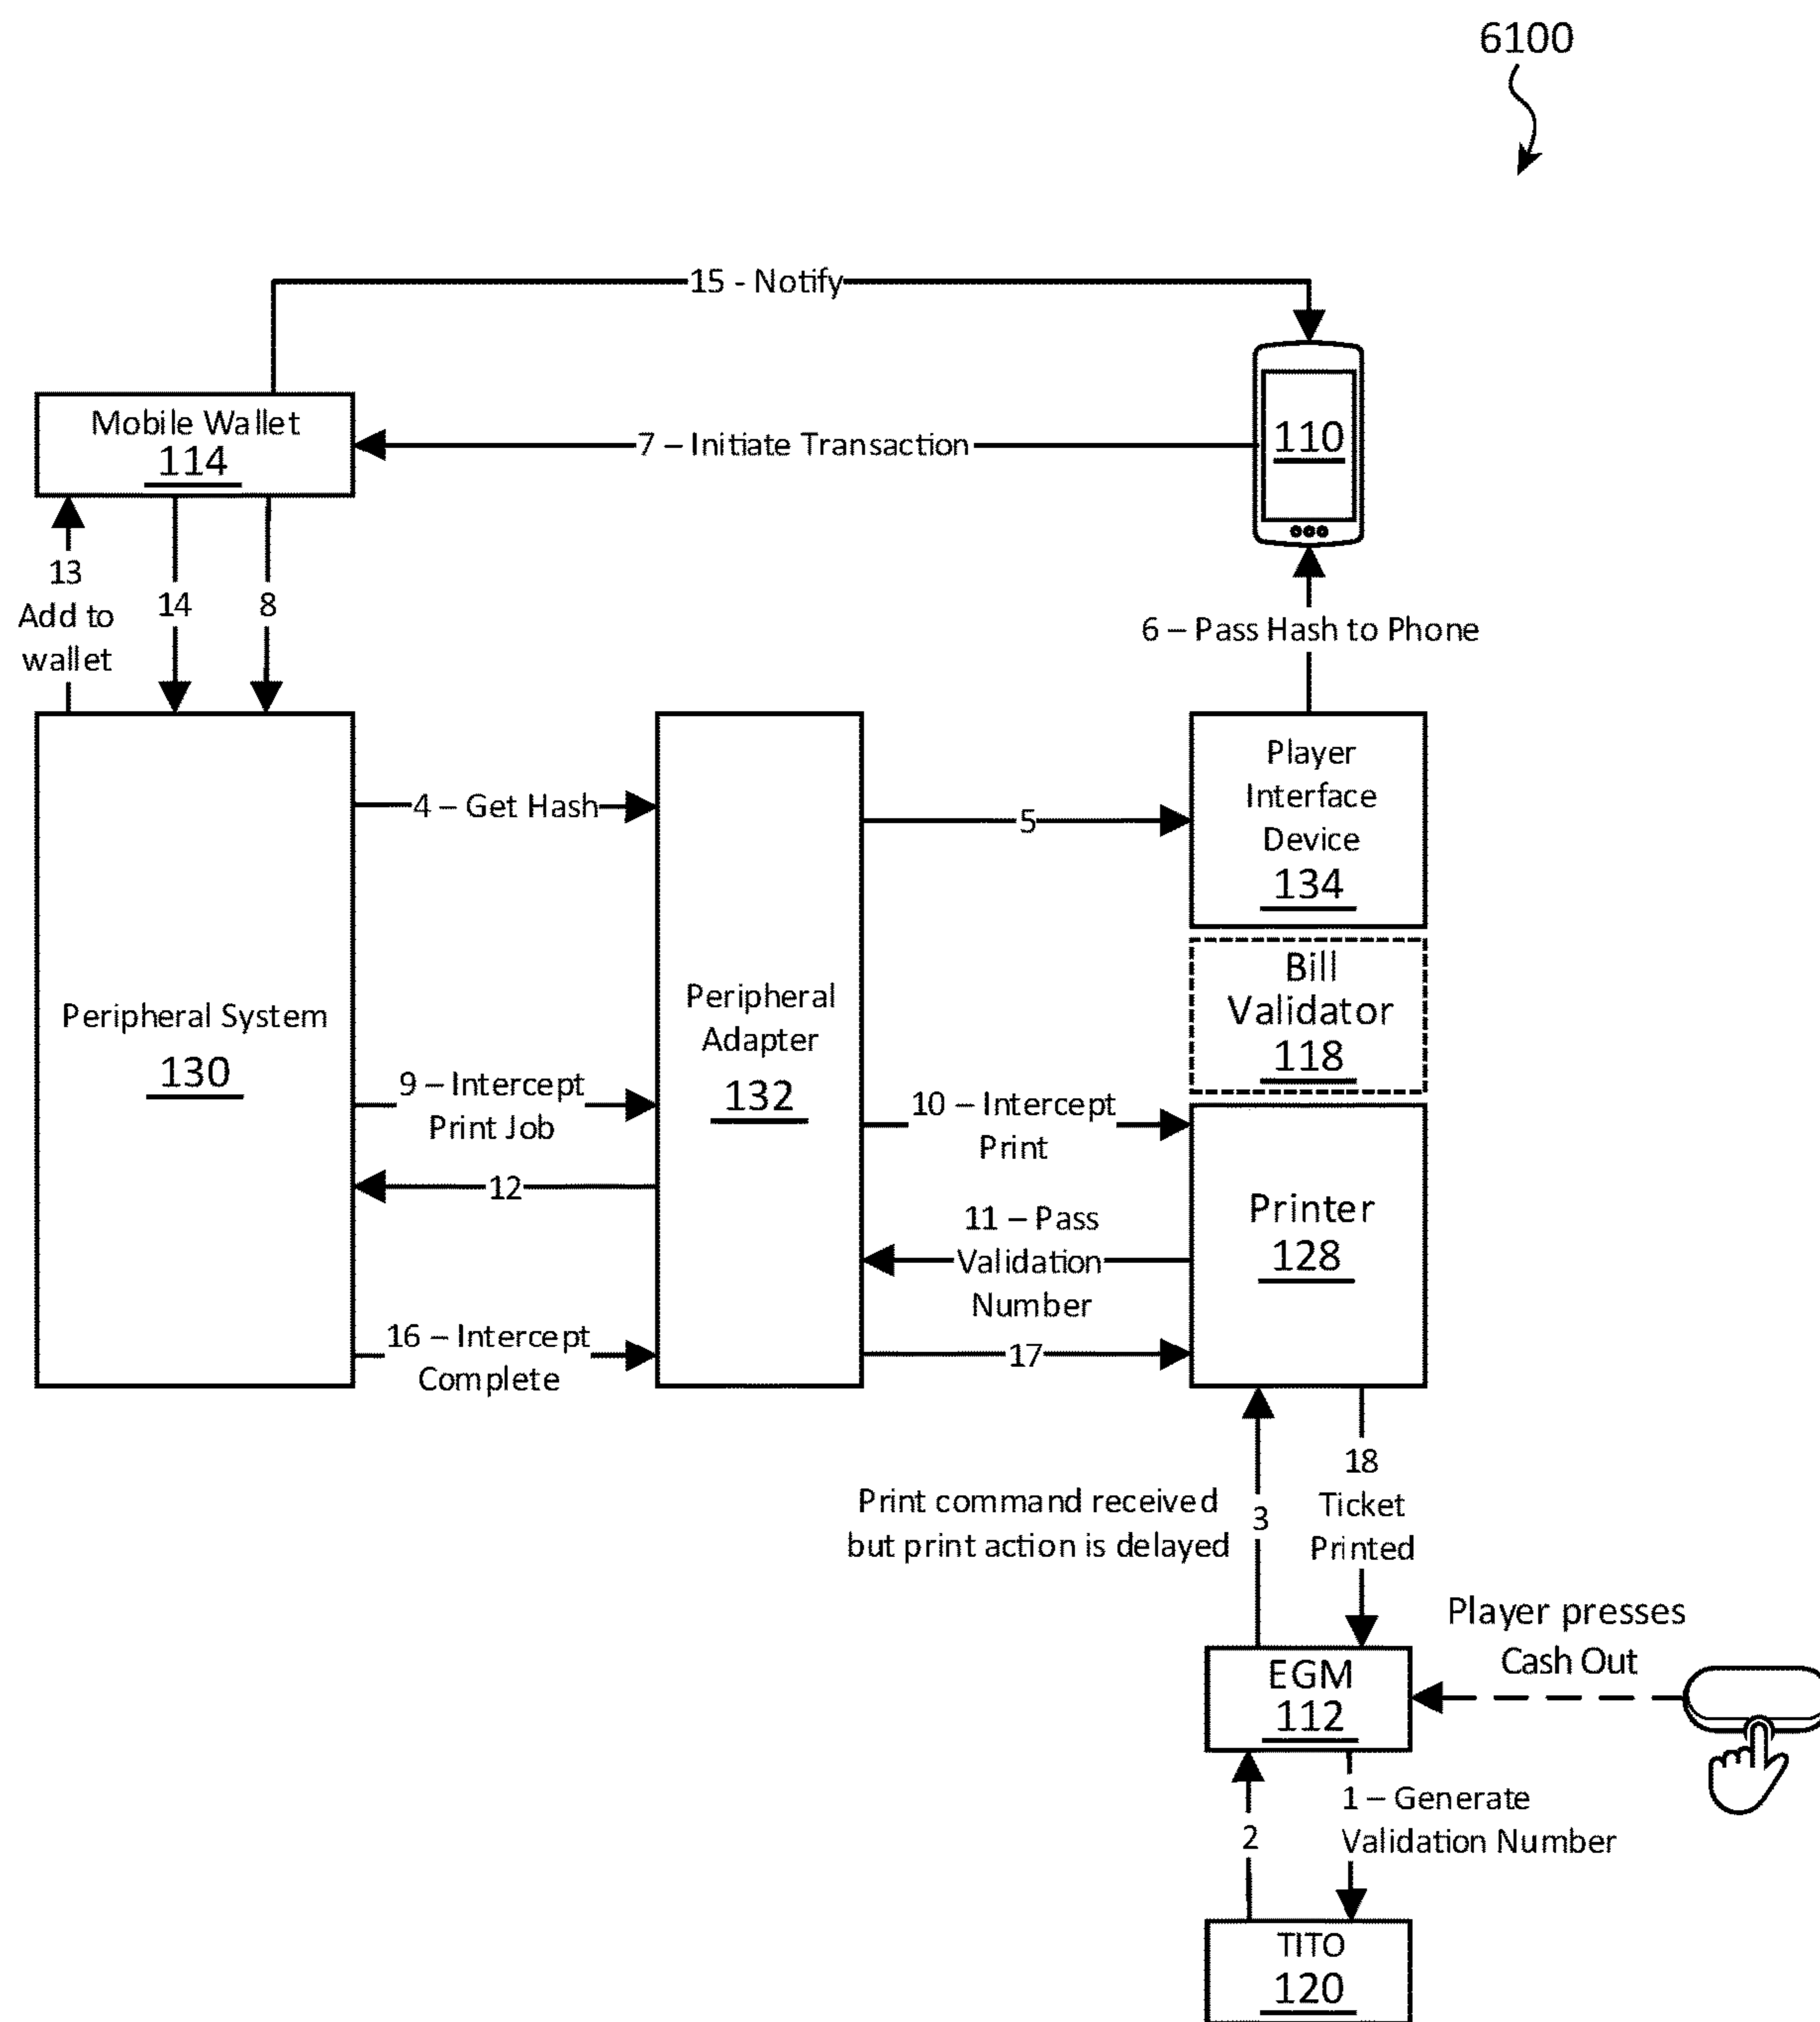 6100
15 - Notify
Mobile Wallet
114
7 – Initiate Transaction
110
13
Add to
wallet
14
8
6 – Pass Hash to Phone
4 – Get Hash
5
Player
Interface
Device
134
Bill
Validator
118
Peripheral System
130
Peripheral
Adapter
132
9 – Intercept
Print Job
10 – Intercept
Print
12
11 – Pass
Validation
Number
Printer
128
16 – Intercept
Complete
17
Print command received
but print action is delayed
3
18
Ticket
Printed
Player presses
Cash Out
EGM
112
1 – Generate
Validation Number
2
TITO
120